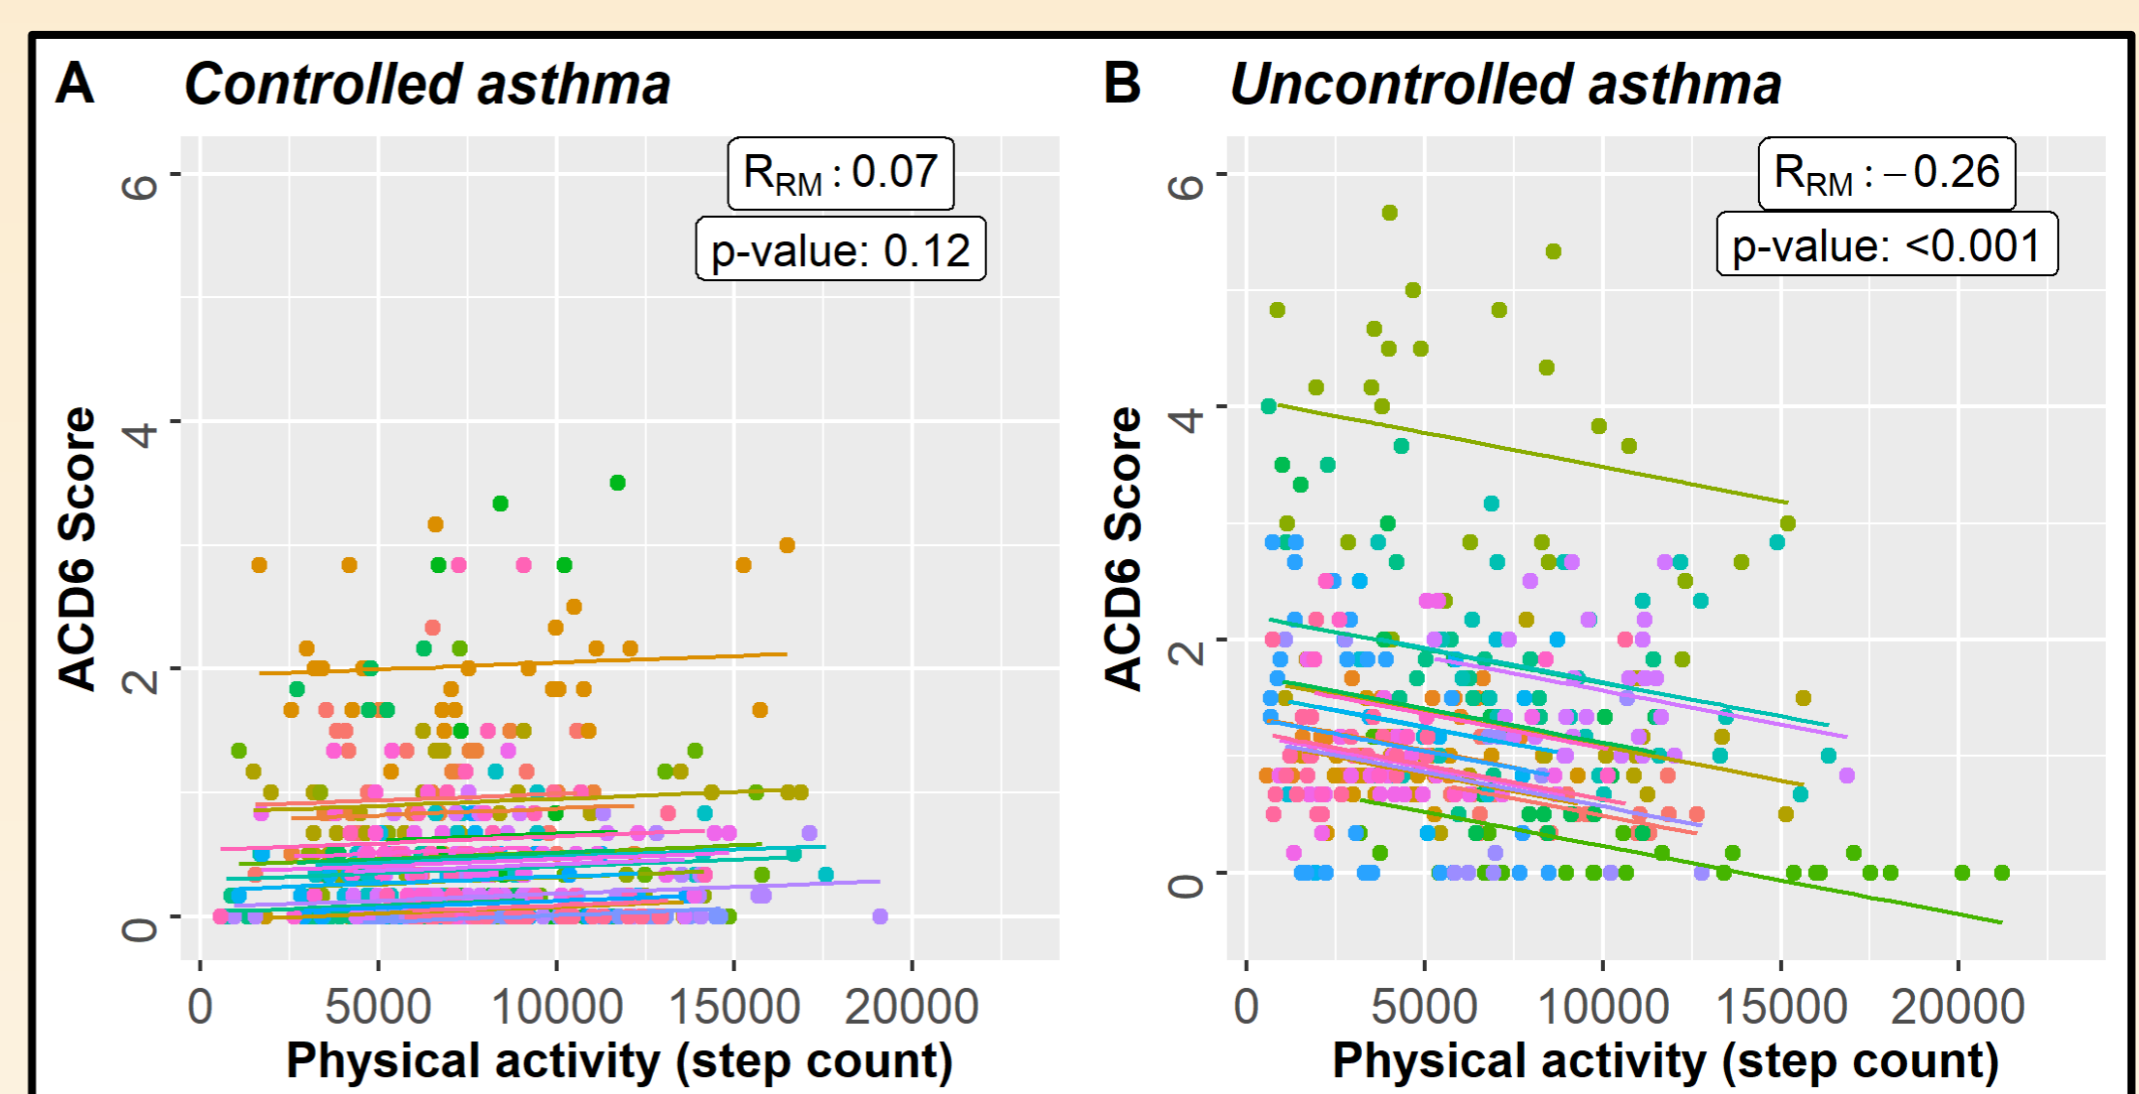 A Controlled asthma
R_RM : 0.07
p-value: 0.12
ACD6 Score
6
4
2
0
0 5000 10000 15000 20000
Physical activity (step count)
B Uncontrolled asthma
R_RM : −0.26
p-value: <0.001
ACD6 Score
6
4
2
0
0 5000 10000 15000 20000
Physical activity (step count)